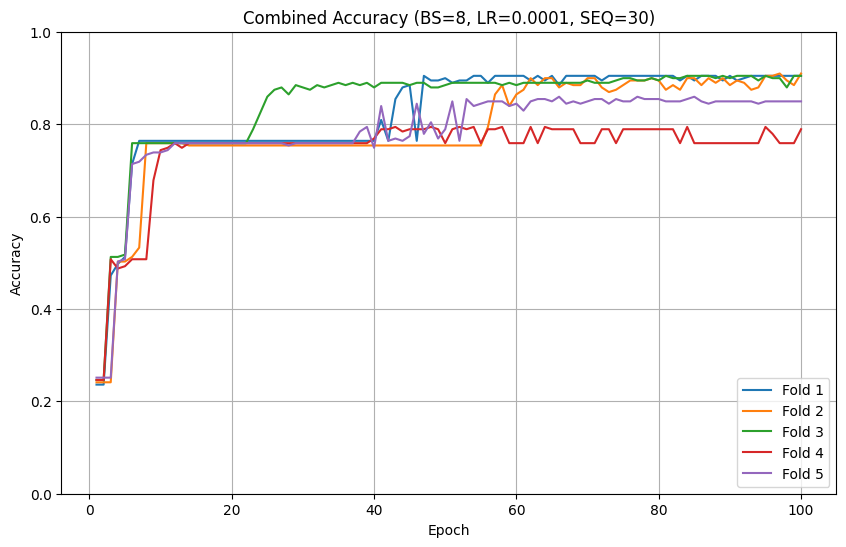 Combined Accuracy (BS=8, LR=0.0001, SEQ=30)
1.0
0.8
0.6
0.4
0.2
0.0
Accuracy
0 20 40 60 80 100
Epoch
Fold 1
Fold 2
Fold 3
Fold 4
Fold 5